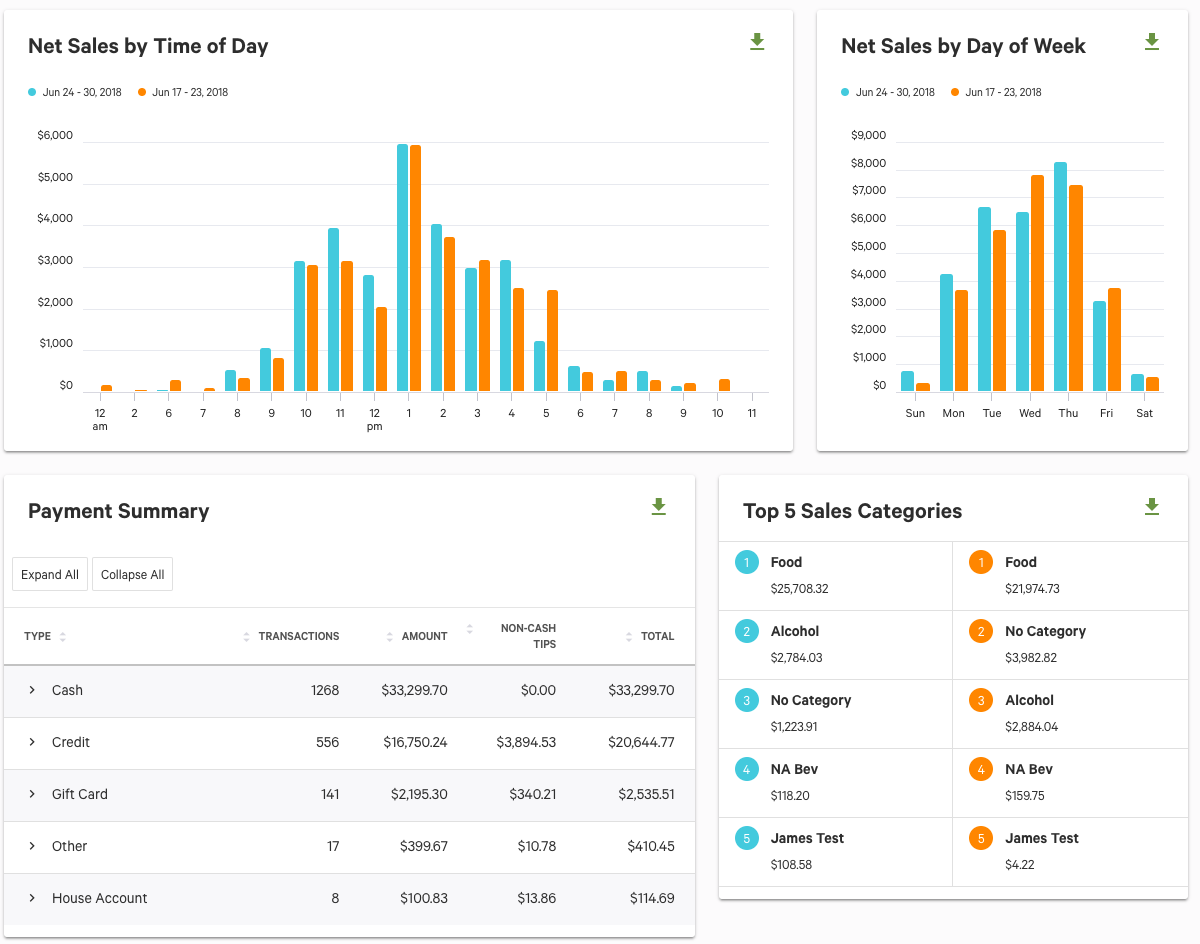 Net Sales by Time of Day
Jun 24 - 30, 2018 Jun 17 - 23, 2018
$6,000
$5,000
$4,000
$3,000
$2,000
$1,000
$0
12 am 2 6 7 8 9 10 11 12 pm 1 2 3 4 5 6 7 8 9 10 11
Net Sales by Day of Week
Jun 24 - 30, 2018 Jun 17 - 23, 2018
$9,000
$8,000
$7,000
$6,000
$5,000
$4,000
$3,000
$2,000
$1,000
$0
Sun Mon Tue Wed Thu Fri Sat
Payment Summary
Expand All Collapse All
TYPE TRANSACTIONS AMOUNT NON-CASH TIPS TOTAL
Cash 1268 $33,299.70 $0.00 $33,299.70
Credit 556 $16,750.24 $3,894.53 $20,644.77
Gift Card 141 $2,195.30 $340.21 $2,535.51
Other 17 $399.67 $10.78 $410.45
House Account 8 $100.83 $13.86 $114.69
Top 5 Sales Categories
1 Food 1 Food
$25,708.32 $21,974.73
2 Alcohol 2 No Category
$2,784.03 $3,982.82
3 No Category 3 Alcohol
$1,223.91 $2,884.04
4 NA Bev 4 NA Bev
$118.20 $159.75
5 James Test 5 James Test
$108.58 $4.22